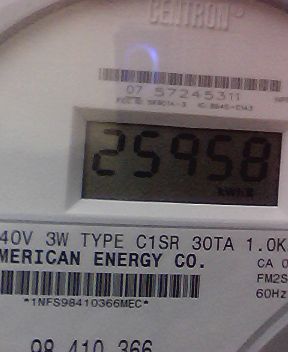 CENTRON®
07 57245311
25958
kWh
40V 3W TYPE C1SR 30TA 1.0K
MERICAN ENERGY CO.
CA 0
FM2S
60Hz
*1NFS98410366MEC*
98 410 366